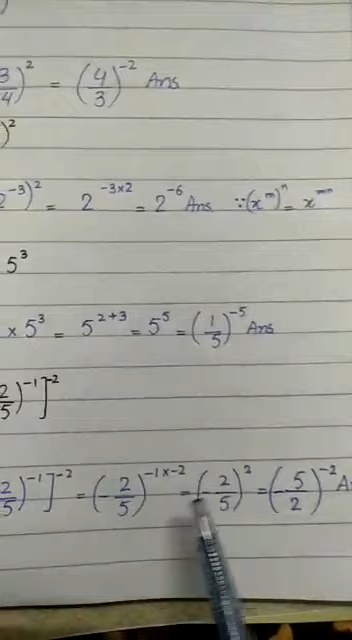 )
3/4)² = (4/3)⁻² Ans
)²
2⁻³)² = 2⁻³ˣ² = 2⁻⁶ Ans ∵(xᵐ)ⁿ = xᵐⁿ
5³
× 5³ = 5²⁺³ = 5⁵ = (1/5)⁻⁵ Ans
2/5)⁻¹]⁻²
2/5)⁻¹]⁻² = (-2/5)⁻¹ˣ⁻² = (-2/5)² = (-5/2)⁻² A